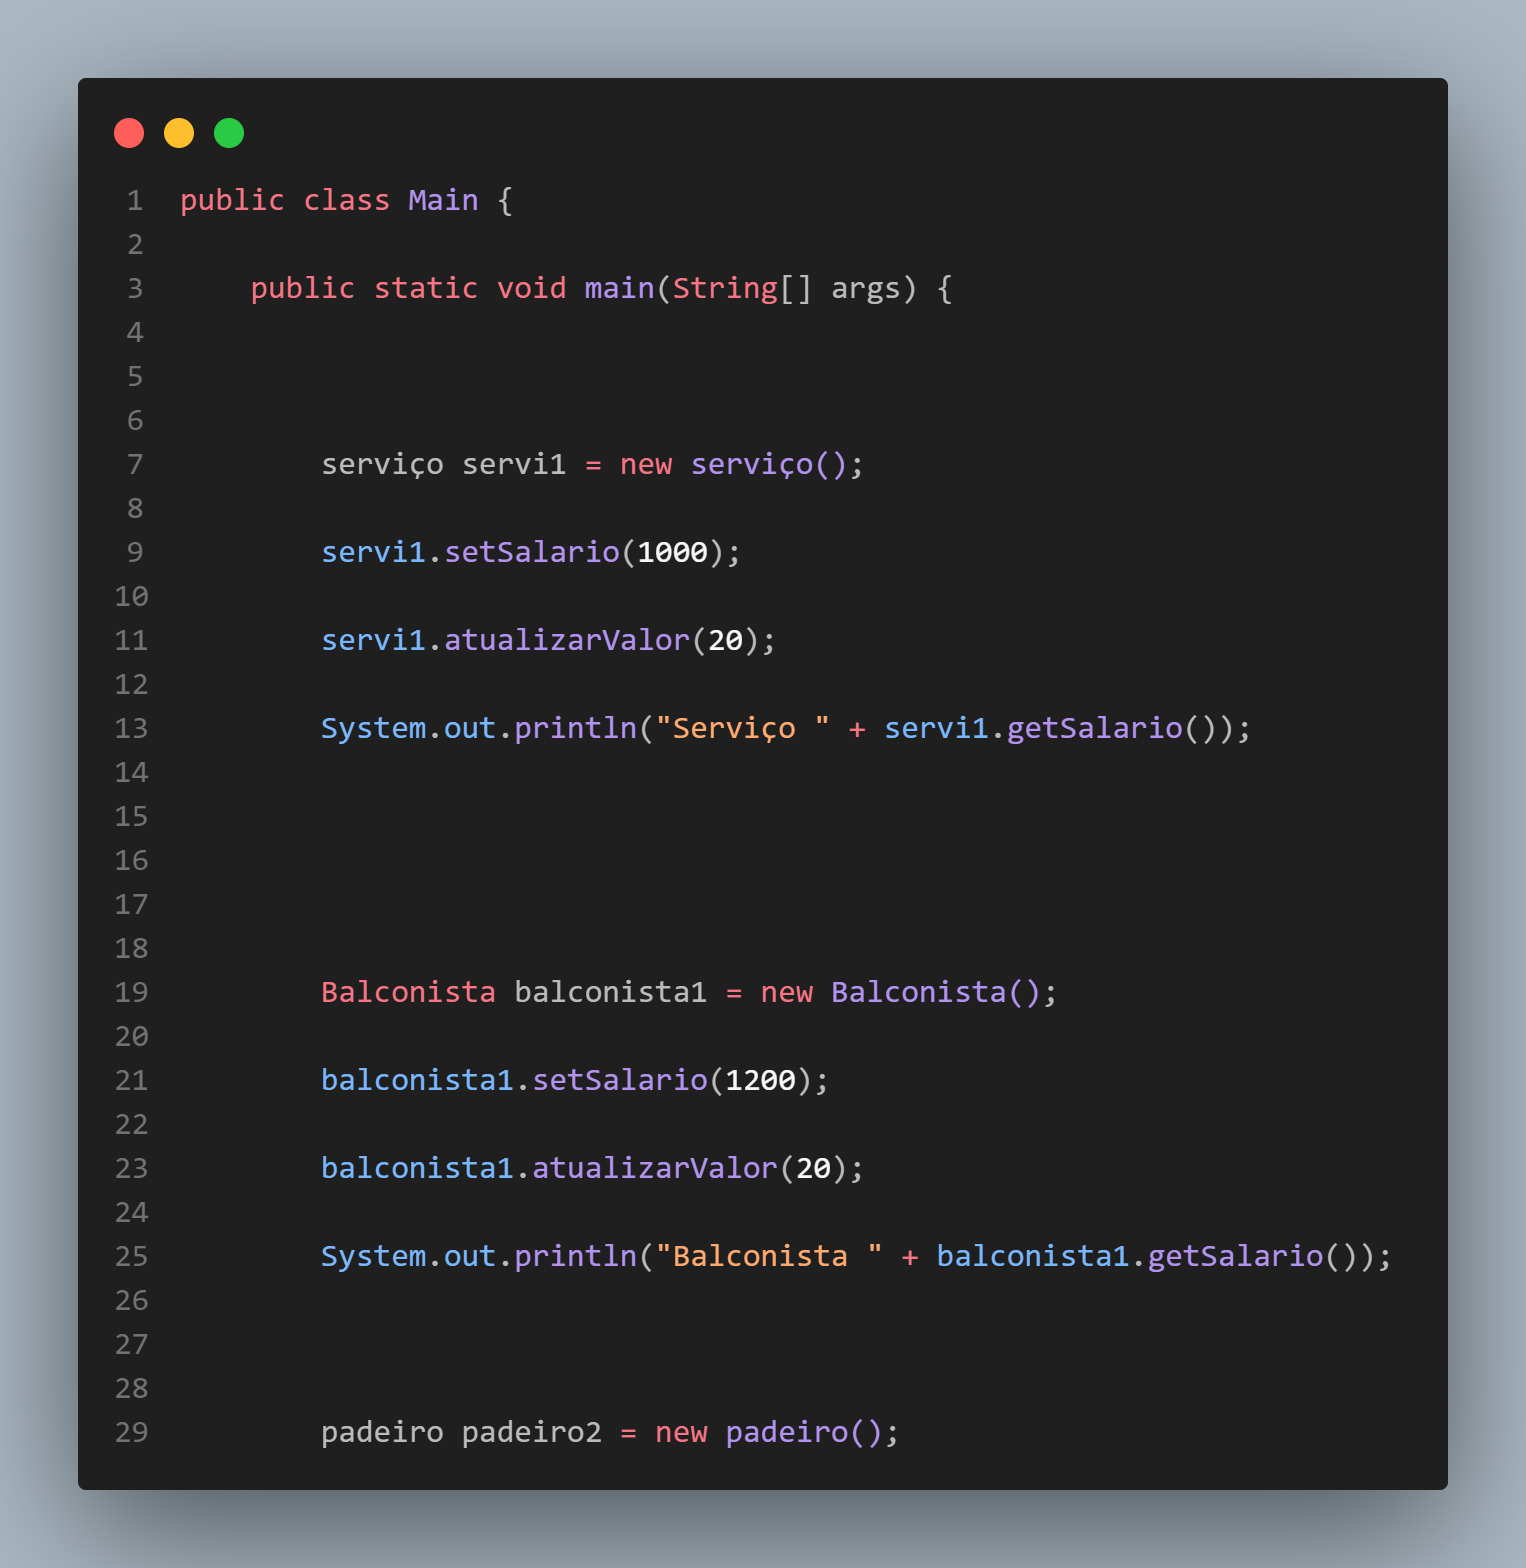 1 public class Main {
2
3     public static void main(String[] args) {
4
5
6
7         serviço servi1 = new serviço();
8
9         servi1.setSalario(1000);
10
11         servi1.atualizarValor(20);
12
13         System.out.println("Serviço " + servi1.getSalario());
14
15
16
17
18
19         Balconista balconista1 = new Balconista();
20
21         balconista1.setSalario(1200);
22
23         balconista1.atualizarValor(20);
24
25         System.out.println("Balconista " + balconista1.getSalario());
26
27
28
29         padeiro padeiro2 = new padeiro();